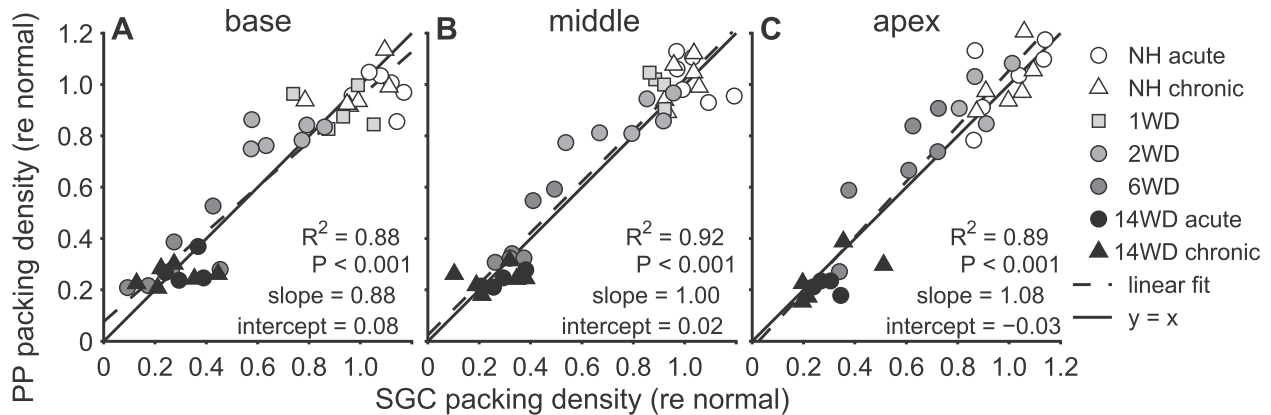 A base
B middle
C apex
PP packing density (re normal)
1.2
1.0
0.8
0.6
0.4
0.2
0
R² = 0.88
P < 0.001
slope = 0.88
intercept = 0.08
R² = 0.92
P < 0.001
slope = 1.00
intercept = 0.02
R² = 0.89
P < 0.001
slope = 1.08
intercept = −0.03
0 0.2 0.4 0.6 0.8 1.0
0 0.2 0.4 0.6 0.8 1.0
0 0.2 0.4 0.6 0.8 1.0 1.2
SGC packing density (re normal)
NH acute
NH chronic
1WD
2WD
6WD
14WD acute
14WD chronic
linear fit
y = x